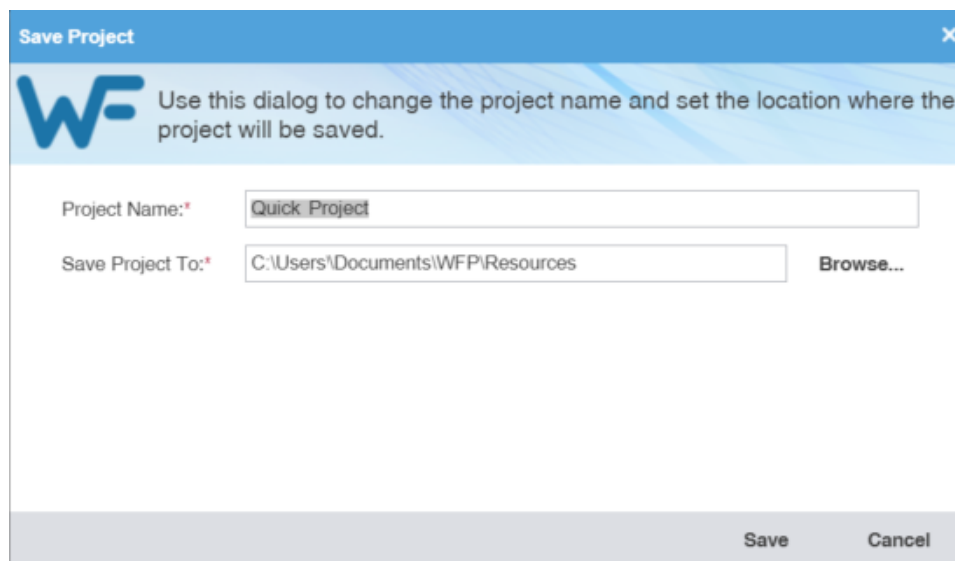 Save Project
WF
Use this dialog to change the project name and set the location where the
project will be saved.
Project Name:*
Quick Project
Save Project To:*
C:\Users\Documents\WFP\Resources
Browse...
Save
Cancel